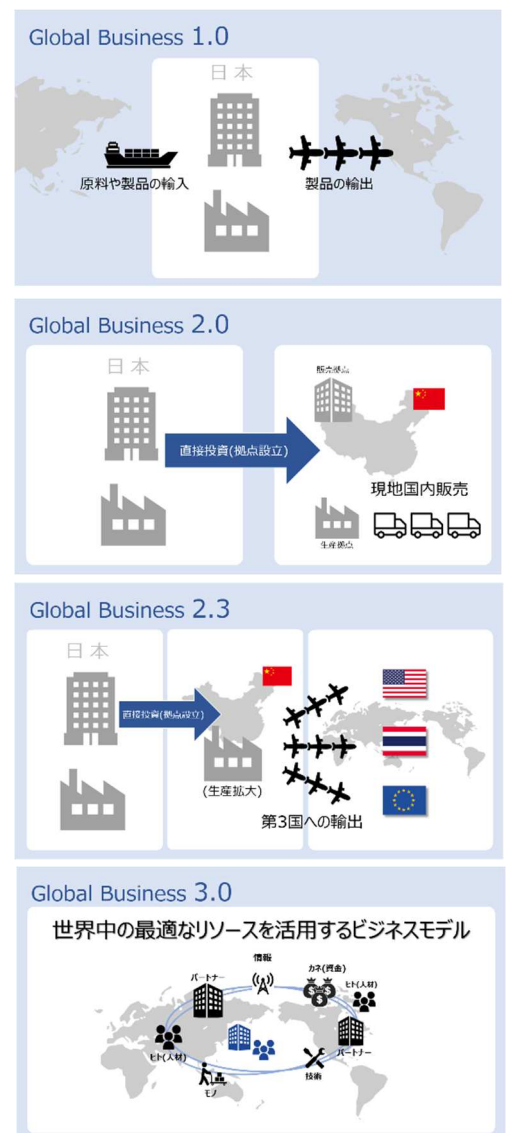 Global Business 1.0
日本
原料や製品の輸入
製品の輸出
Global Business 2.0
日本
販売拠点
直接投資(拠点設立)
現地国内販売
生産拠点
Global Business 2.3
日本
直接投資(拠点設立)
(生産拡大)
第3国への輸出
Global Business 3.0
世界中の最適なリソースを活用するビジネスモデル
情報
パートナー
カネ(資金)
ヒト(人材)
ヒト(人材)
パートナー
技術
モノ